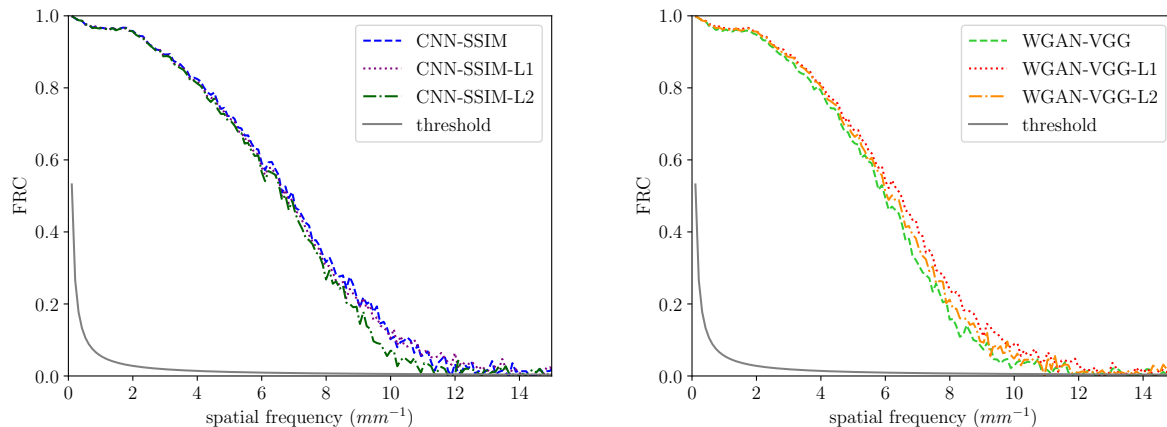 1.0
0.8
0.6
0.4
0.2
0.0
FRC
0 2 4 6 8 10 12 14
spatial frequency (mm⁻¹)
CNN-SSIM
CNN-SSIM-L1
CNN-SSIM-L2
threshold
1.0
0.8
0.6
0.4
0.2
0.0
FRC
0 2 4 6 8 10 12 14
spatial frequency (mm⁻¹)
WGAN-VGG
WGAN-VGG-L1
WGAN-VGG-L2
threshold